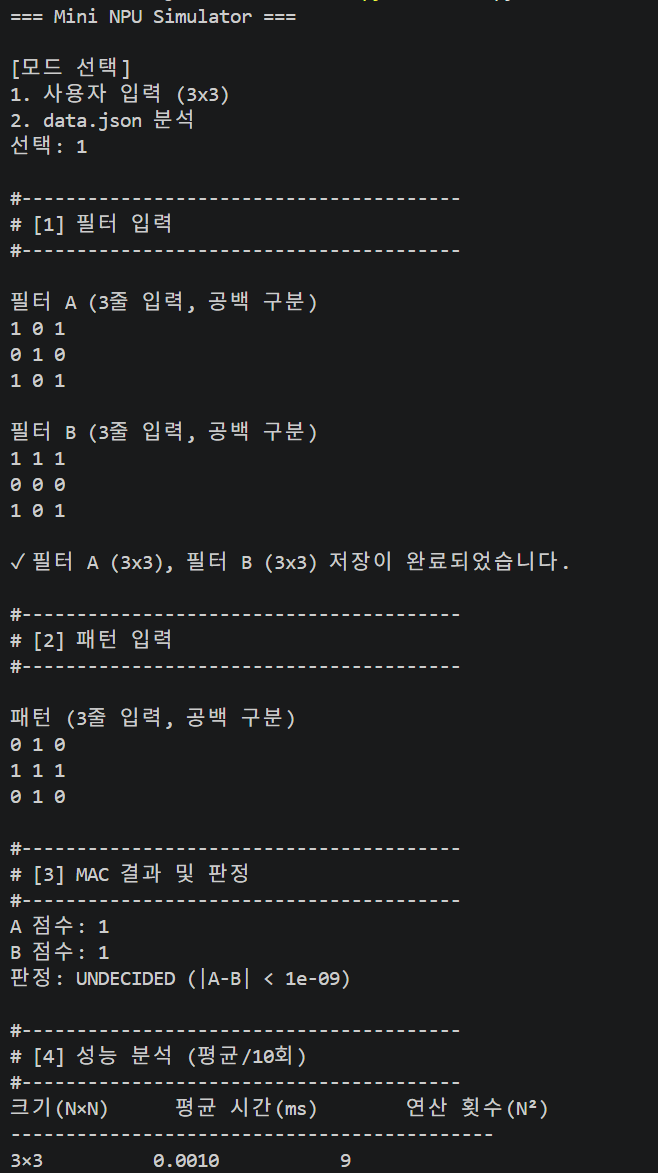 === Mini NPU Simulator ===
[모드 선택]
1. 사용자 입력 (3x3)
2. data.json 분석
선택: 1
#----------------------------------------
# [1] 필터 입력
#----------------------------------------
필터 A (3줄 입력, 공백 구분)
1 0 1
0 1 0
1 0 1
필터 B (3줄 입력, 공백 구분)
1 1 1
0 0 0
1 0 1
✓ 필터 A (3x3), 필터 B (3x3) 저장이 완료되었습니다.
#----------------------------------------
# [2] 패턴 입력
#----------------------------------------
패턴 (3줄 입력, 공백 구분)
0 1 0
1 1 1
0 1 0
#----------------------------------------
# [3] MAC 결과 및 판정
#----------------------------------------
A 점수: 1
B 점수: 1
판정: UNDECIDED (|A-B| < 1e-09)
#----------------------------------------
# [4] 성능 분석 (평균/10회)
#----------------------------------------
크기(N×N) 평균 시간(ms) 연산 횟수(N²)
--------------------------------------------
3×3 0.0010 9